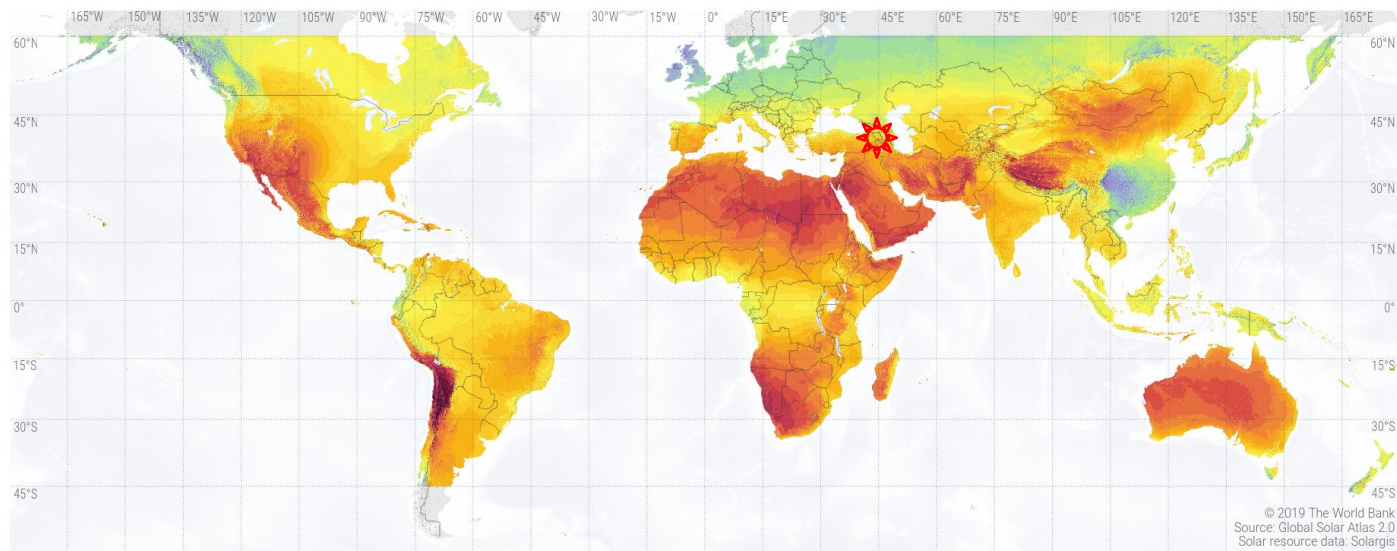 165°W 150°W 135°W 120°W 105°W 90°W 75°W 60°W 45°W 30°W 15°W 0° 15°E 30°E 45°E 60°E 75°E 90°E 105°E 120°E 135°E 150°E 165°E
60°N 60°N
45°N 45°N
30°N 30°N
15°N 15°N
0° 0°
15°S 15°S
30°S 30°S
45°S 45°S
© 2019 The World Bank
Source: Global Solar Atlas 2.0
Solar resource data: Solargis